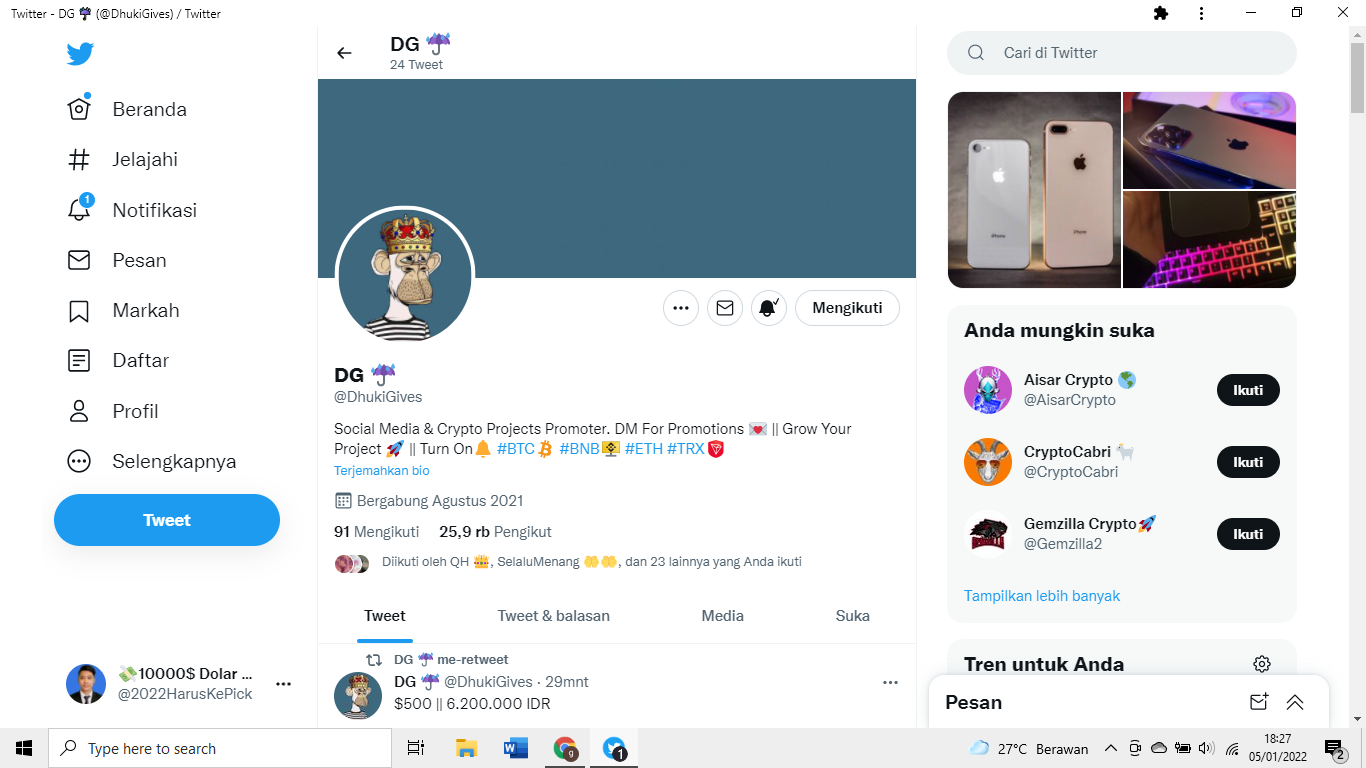 Twitter - DG ☔ (@DhukiGives) / Twitter
Beranda
Jelajahi
1
Notifikasi
Pesan
Markah
Daftar
Profil
Selengkapnya
Tweet
💸10000$ Dolar ...
@2022HarusKePick
DG ☔
24 Tweet
Mengikuti
DG ☔
@DhukiGives
Social Media & Crypto Projects Promoter. DM For Promotions 💌 || Grow Your
Project 🚀 || Turn On🔔 #BTC #BNB #ETH #TRX
Terjemahkan bio
Bergabung Agustus 2021
91 Mengikuti 25,9 rb Pengikut
Diikuti oleh QH 👑, SelaluMenang 🤲🤲, dan 23 lainnya yang Anda ikuti
Tweet Tweet & balasan Media Suka
DG ☔ me-retweet
DG ☔ @DhukiGives · 29mnt
$500 || 6.200.000 IDR
Cari di Twitter
iPhone
iPhone
Anda mungkin suka
Aisar Crypto 🌎
@AisarCrypto
Ikuti
CryptoCabri 🐐
@CryptoCabri
Ikuti
Gemzilla Crypto🚀
@Gemzilla2
Ikuti
Tampilkan lebih banyak
Tren untuk Anda
Pesan
Type here to search
W
g
1
27°C Berawan
18:27
05/01/2022
2